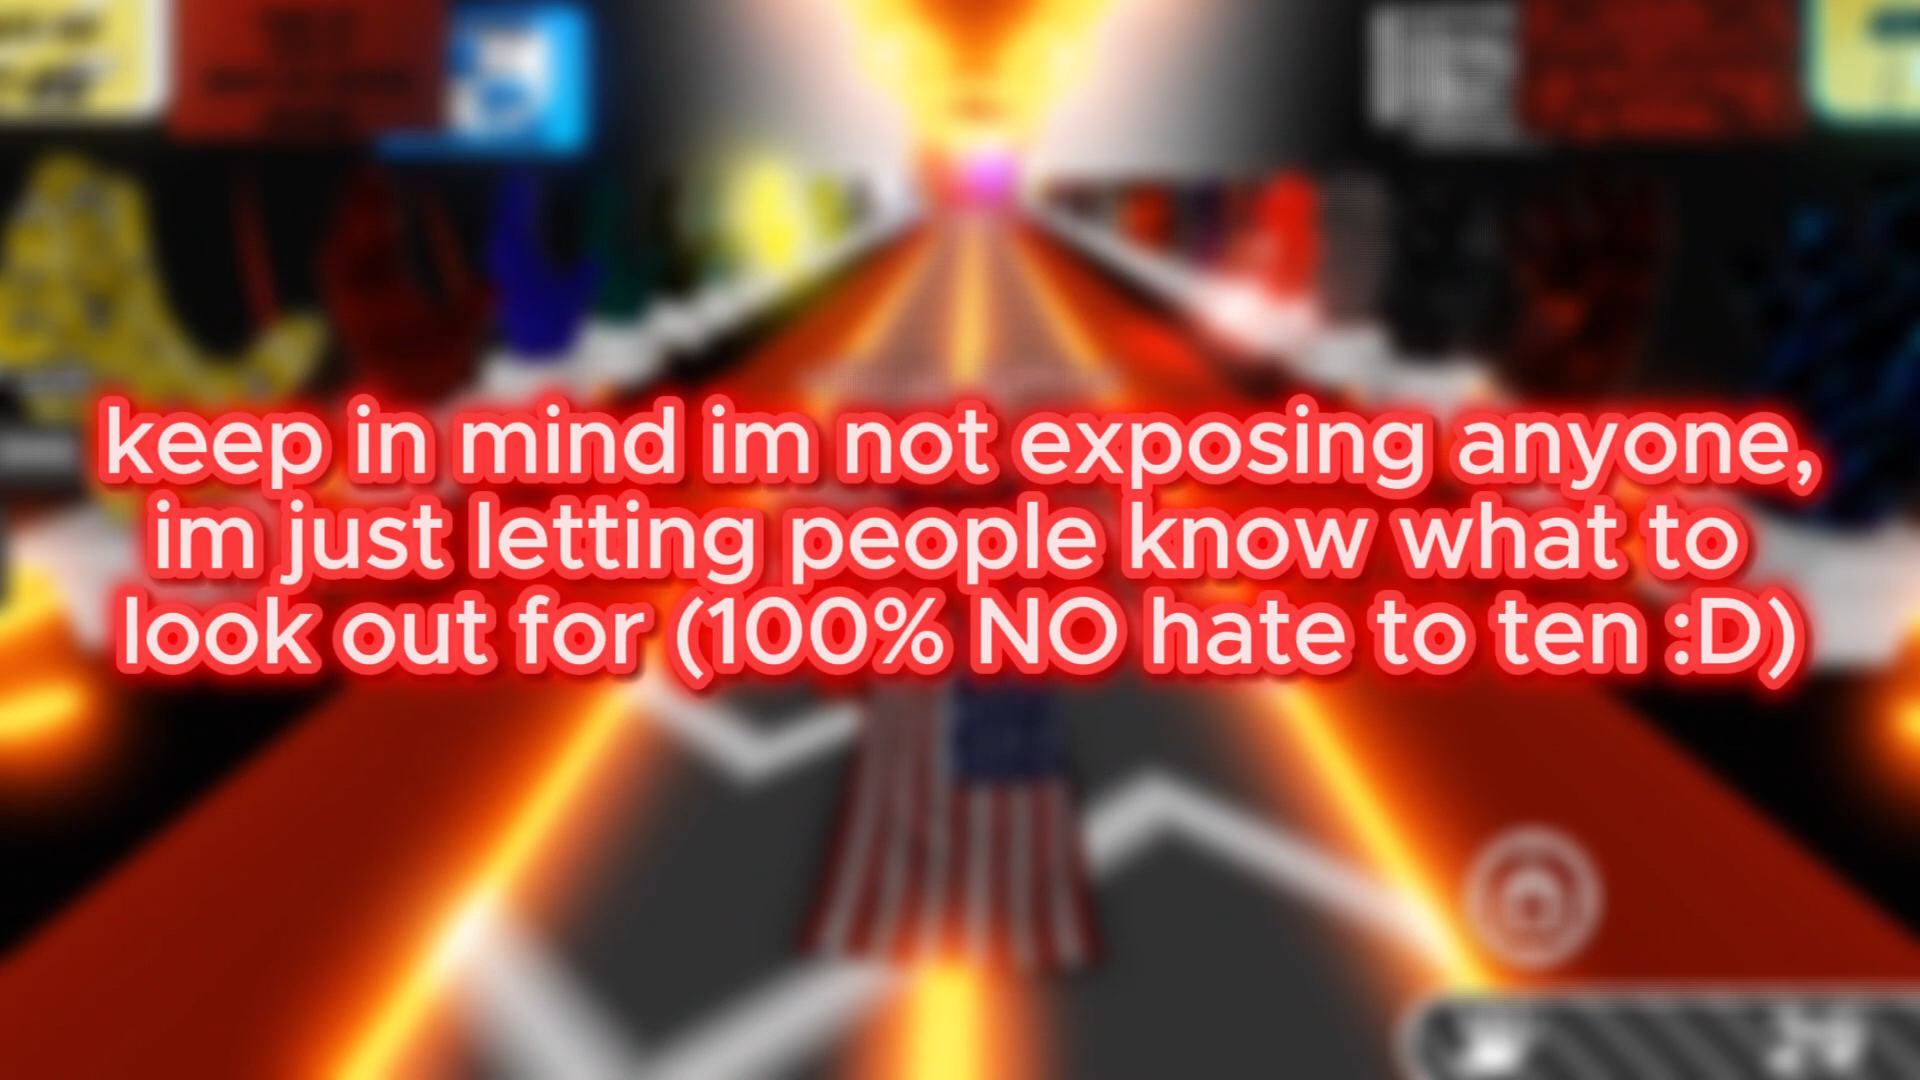 keep in mind im not exposing anyone,
im just letting people know what to
look out for (100% NO hate to ten :D)